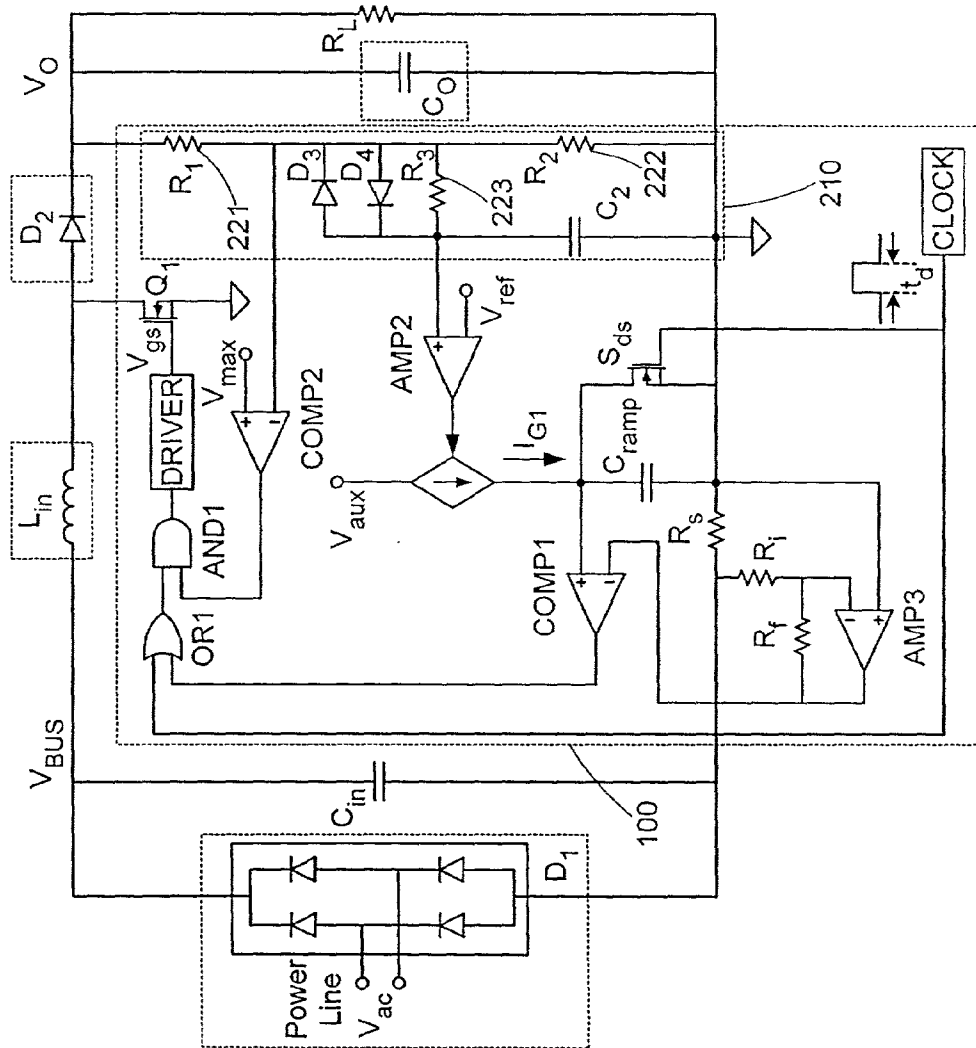 Power
Line
V_ac
D_1
C_in
V_BUS
L_in
D_2
V_O
R_L
C_O
100
OR1
AND1
DRIVER
V_gs
Q_1
V_max
COMP2
R_1
221
D_3
D_4
R_3
223
R_2
222
C_2
210
AMP2
V_ref
V_aux
I_G1
COMP1
C_ramp
S_ds
R_s
R_i
R_f
AMP3
t_d
CLOCK
+
-
+
+
-
-
+